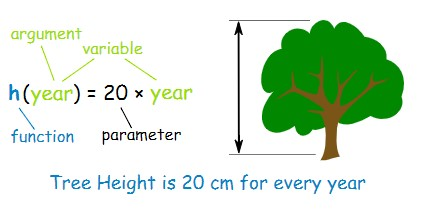 argument
variable
h(year) = 20 × year
function
parameter
Tree Height is 20 cm for every year